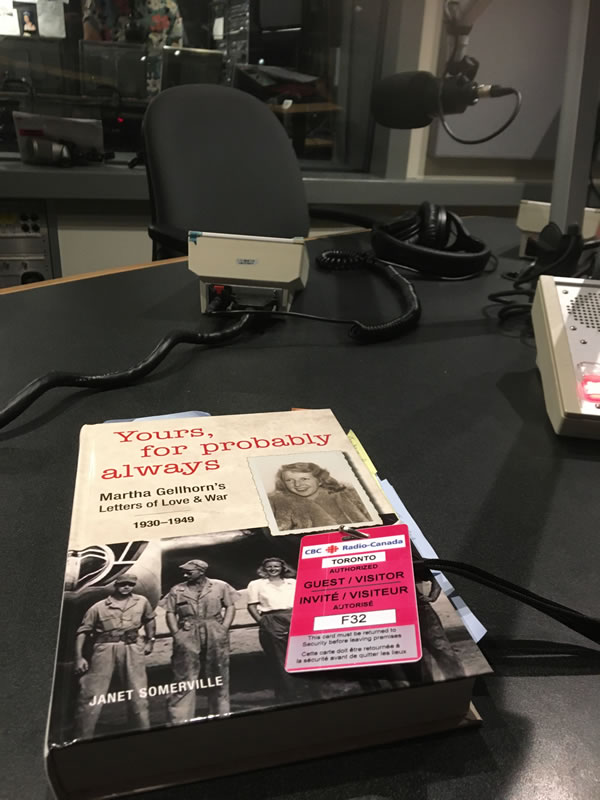 Yours,
for probably
always
Martha Gellhorn's
Letters of Love & War
1930–1949
CBC Radio-Canada
TORONTO
AUTHORIZED
GUEST / VISITOR
INVITÉ / VISITEUR
AUTORISÉ
F32
This card must be returned to
Security before leaving premises
Cette carte doit être retournée à
la sécurité avant de quitter les lieux
JANET SOMERVILLE